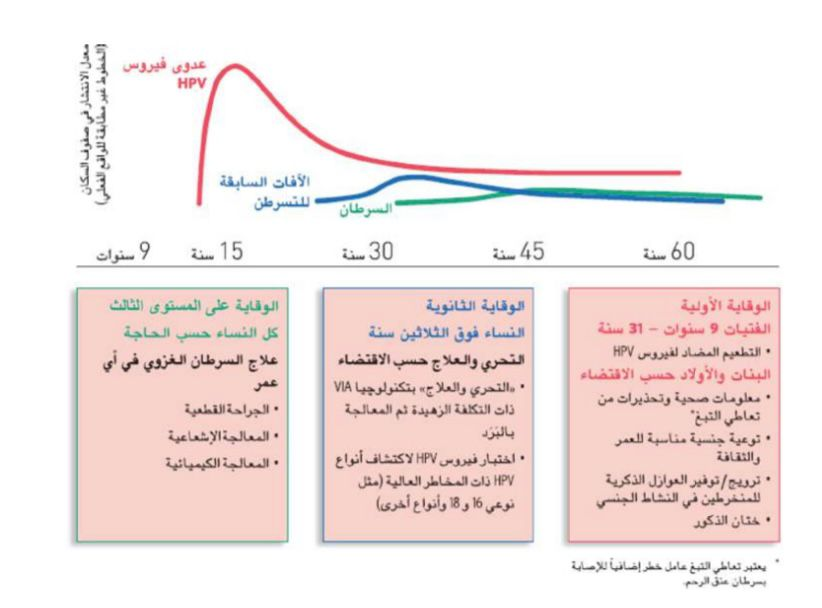 معدل الانتشار في صفوف السكان
(الخطوط غير مطابقة للواقع الفعلي)
عدوى فيروس
HPV
الآفات السابقة
للتسرطن
السرطان
9 سنوات
15 سنة
30 سنة
45 سنة
60 سنة
الوقاية الأولية
الفتيات 9 سنوات – 31 سنة
• التطعيم المضاد لفيروس HPV
البنات والأولاد حسب الاقتضاء
• معلومات صحية وتحذيرات من
تعاطي التبغ*
• توعية جنسية مناسبة للعمر
والثقافة
• ترويج/توفير العوازل الذكرية
للمنخرطين في النشاط الجنسي
• ختان الذكور
الوقاية الثانوية
النساء فوق الثلاثين سنة
التحري والعلاج حسب الاقتضاء
• «التحري والعلاج» بتكنولوجيا VIA
ذات التكلفة الزهيدة ثم المعالجة
بالبَرَد
• اختبار فيروس HPV لاكتشاف أنواع
HPV ذات المخاطر العالية (مثل
نوعي 16 و 18 وأنواع أخرى)
الوقاية على المستوى الثالث
كل النساء حسب الحاجة
علاج السرطان الغزوي في أي
عمر
• الجراحة القطعية
• المعالجة الإشعاعية
• المعالجة الكيميائية
* يعتبر تعاطي التبغ عامل خطر إضافياً للإصابة
بسرطان عنق الرحم.